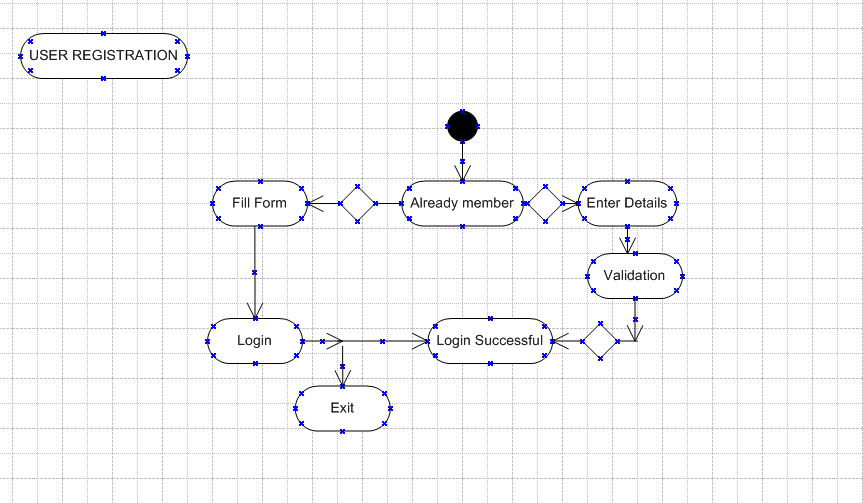 USER REGISTRATION
Fill Form
Already member
Enter Details
Validation
Login
Login Successful
Exit